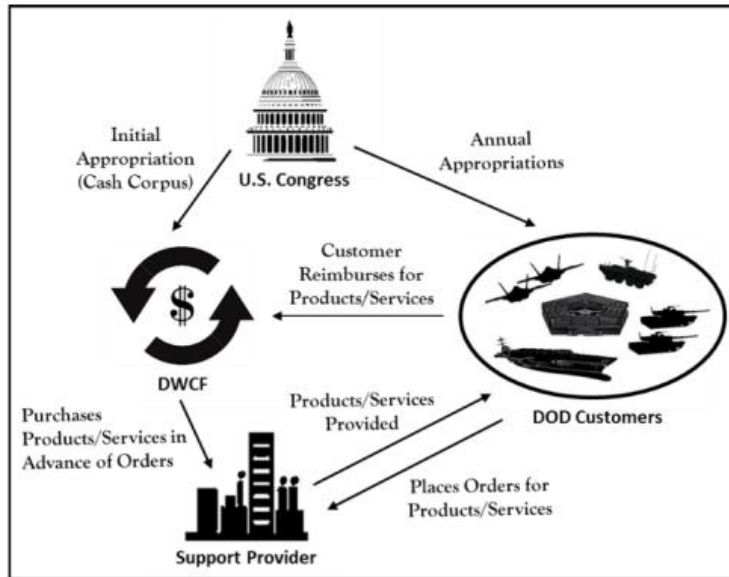 Initial
Appropriation
(Cash Corpus)
Annual
Appropriations
U.S. Congress
Customer
Reimburses for
Products/Services
$
DWCF
DOD Customers
Purchases
Products/Services in
Advance of Orders
Products/Services
Provided
Places Orders for
Products/Services
Support Provider